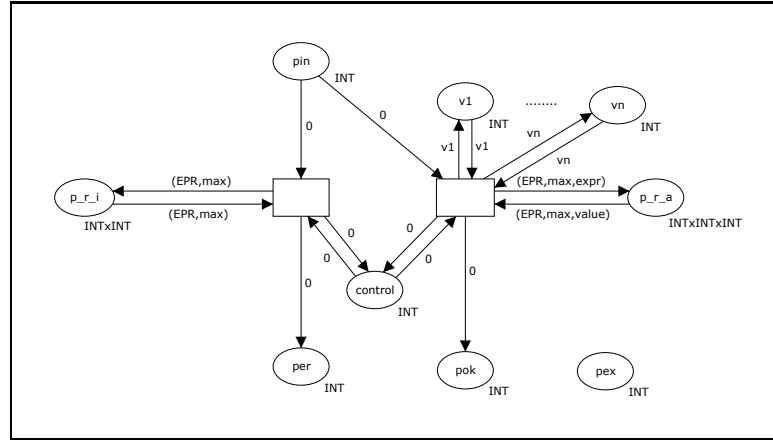 pin
INT
v1
INT
........
vn
INT
0
0
v1
v1
vn
vn
p_r_i
INTxINT
(EPR,max)
(EPR,max)
(EPR,max,expr)
(EPR,max,value)
p_r_a
INTxINTxINT
0
0
0
0
control
INT
0
0
per
INT
pok
INT
pex
INT